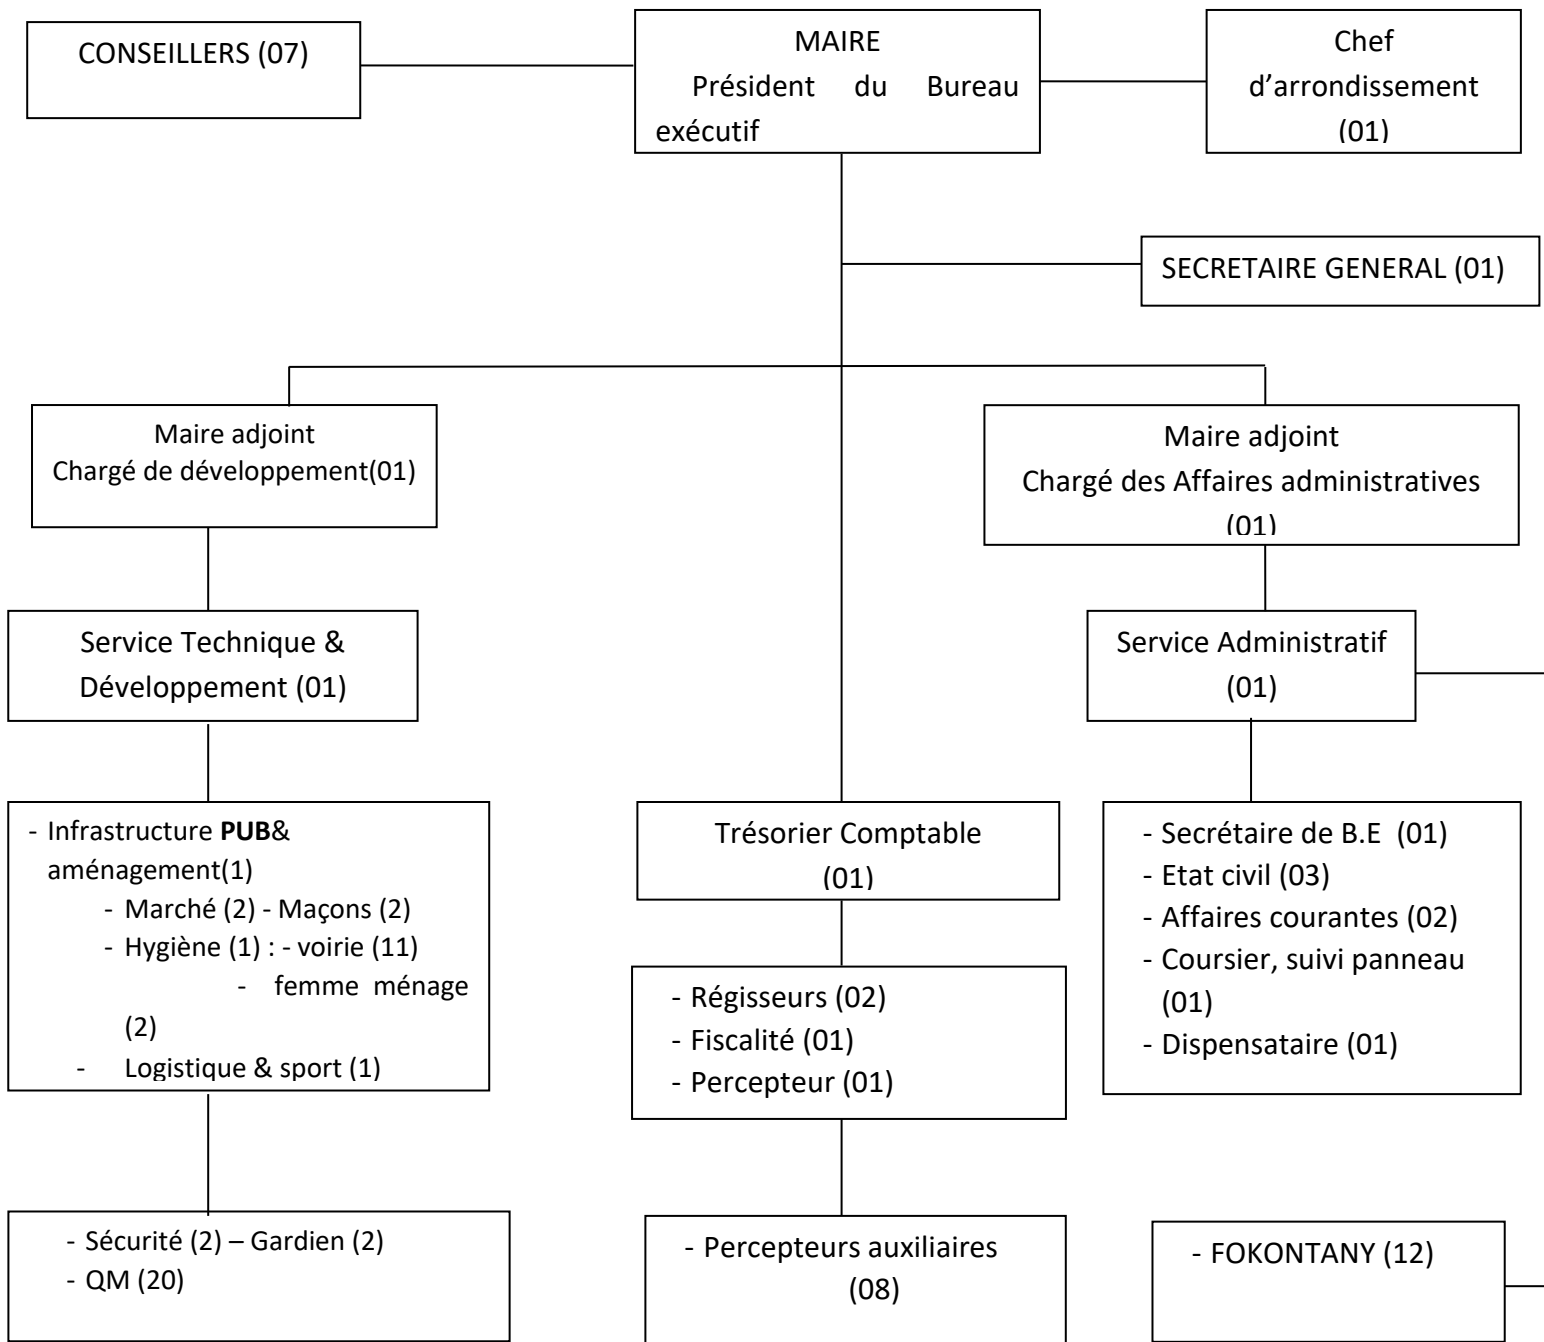 CONSEILLERS (07)
MAIRE
Président du Bureau
exécutif
Chef
d’arrondissement
(01)
SECRETAIRE GENERAL (01)
Maire adjoint
Chargé de développement(01)
Maire adjoint
Chargé des Affaires administratives
(01)
Service Technique &
Développement (01)
Service Administratif
(01)
- Infrastructure PUB&
aménagement(1)
- Marché (2) - Maçons (2)
- Hygiène (1) : - voirie (11)
- femme ménage
(2)
- Logistique & sport (1)
Trésorier Comptable
(01)
- Secrétaire de B.E (01)
- Etat civil (03)
- Affaires courantes (02)
- Coursier, suivi panneau
(01)
- Dispensataire (01)
- Régisseurs (02)
- Fiscalité (01)
- Percepteur (01)
- Sécurité (2) – Gardien (2)
- QM (20)
- Percepteurs auxiliaires
(08)
- FOKONTANY (12)